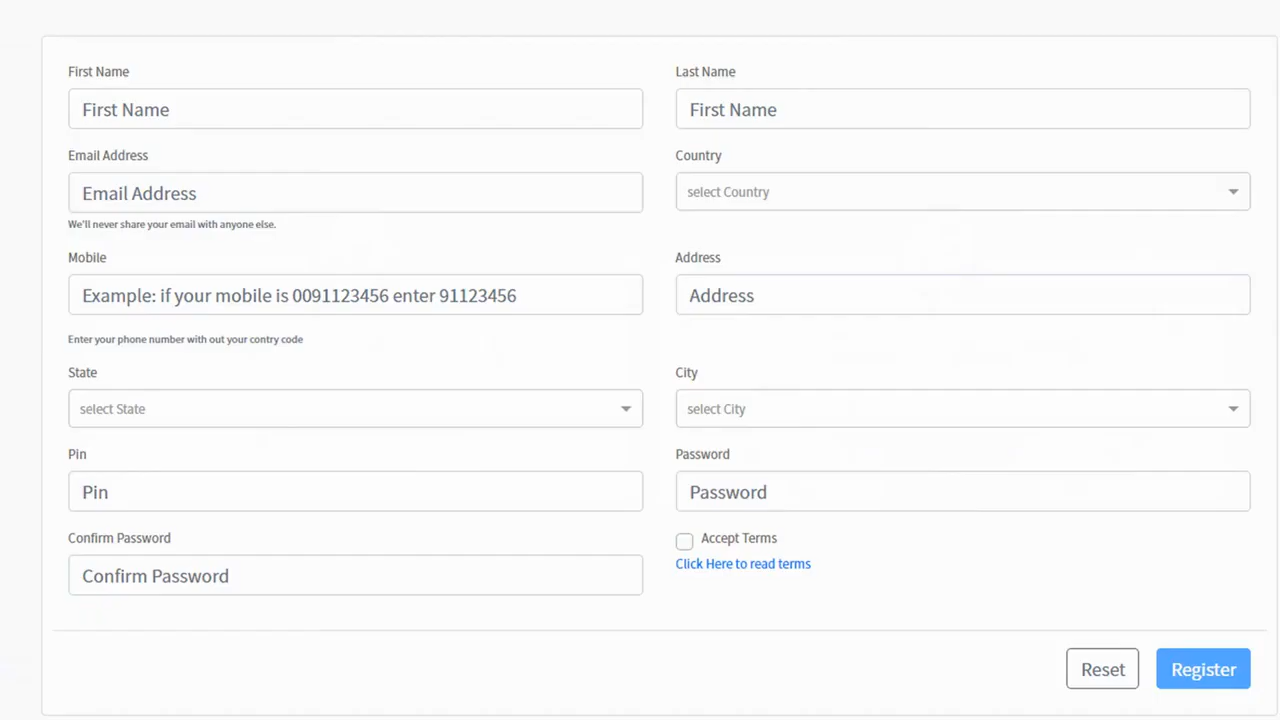 First Name
First Name
Last Name
First Name
Email Address
Email Address
We'll never share your email with anyone else.
Country
select Country
Mobile
Example: if your mobile is 0091123456 enter 91123456
Enter your phone number with out your contry code
Address
Address
State
select State
City
select City
Pin
Pin
Password
Password
Confirm Password
Confirm Password
Accept Terms
Click Here to read terms
Reset
Register